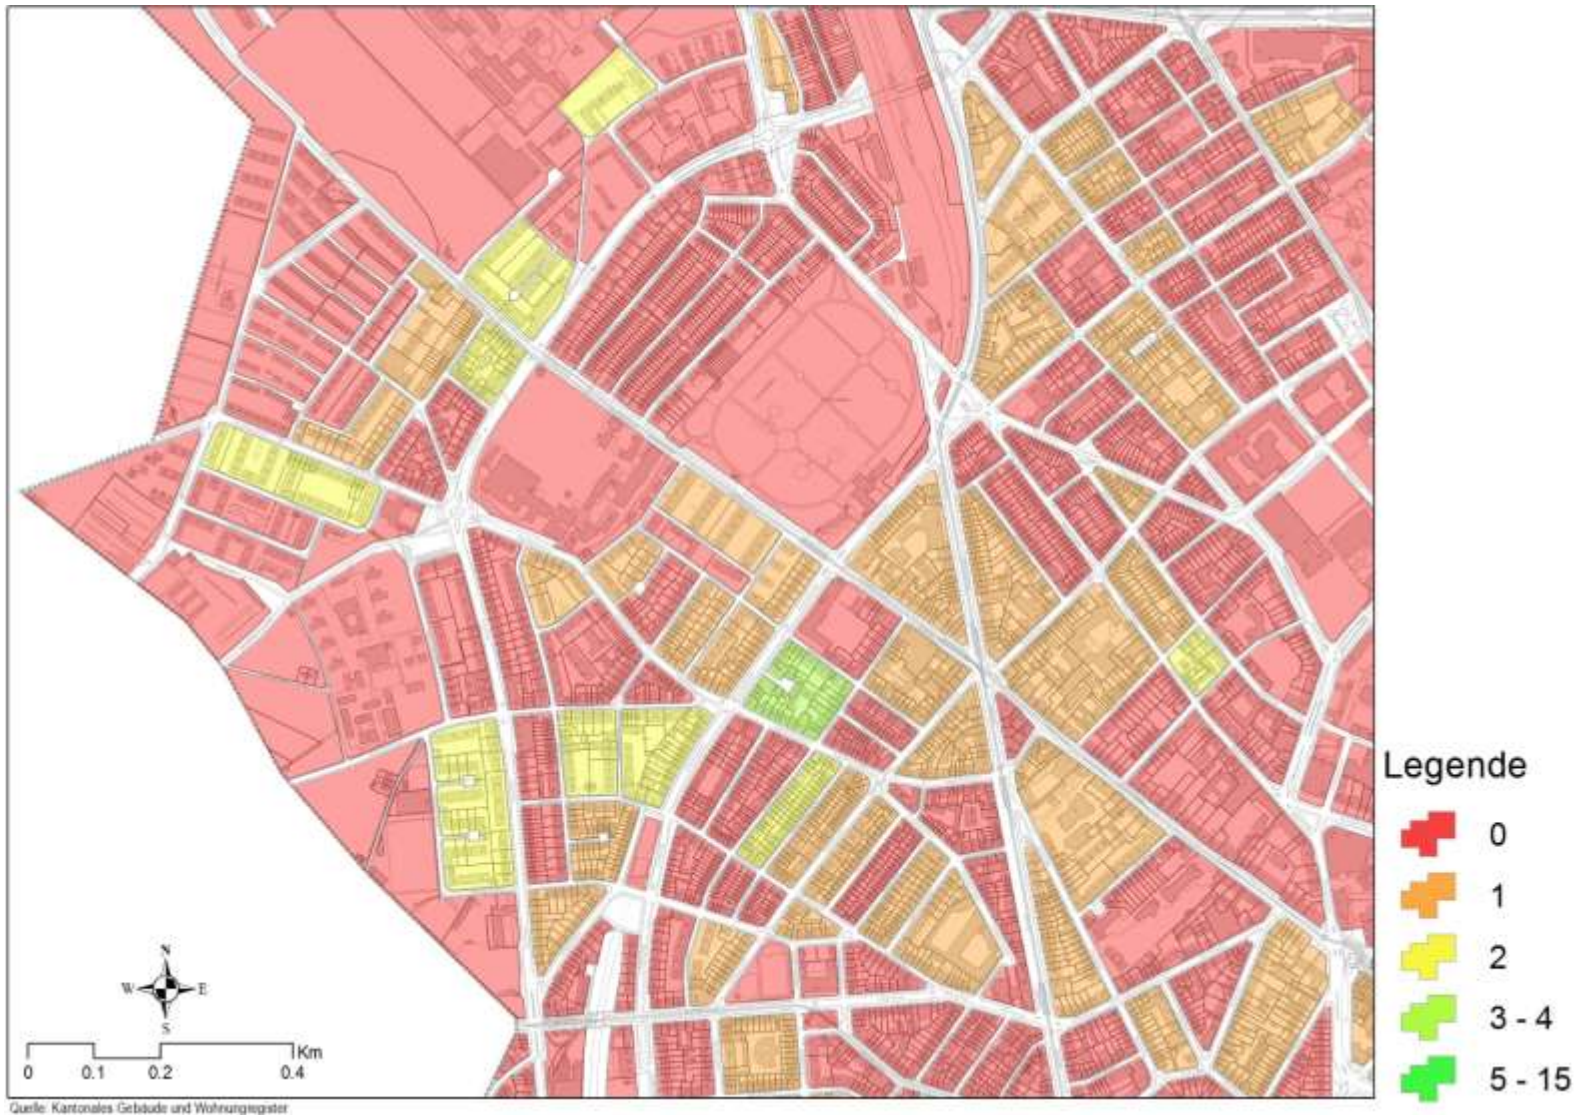 Legende
0
1
2
3 - 4
5 - 15
N
W E
S
Km
0 0.1 0.2 0.4
Quelle: Kantonales Gebäude und Wohnungregister